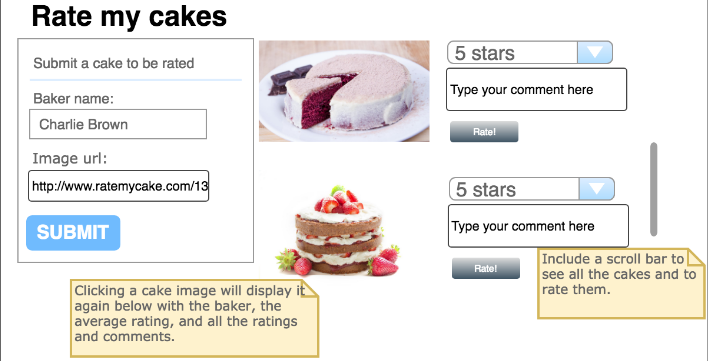 Rate my cakes
Submit a cake to be rated
Baker name:
Charlie Brown
Image url:
http://www.ratemycake.com/13
SUBMIT
5 stars
Type your comment here
Rate!
5 stars
Type your comment here
Rate!
Clicking a cake image will display it
again below with the baker, the
average rating, and all the ratings
and comments.
Include a scroll bar to
see all the cakes and to
rate them.